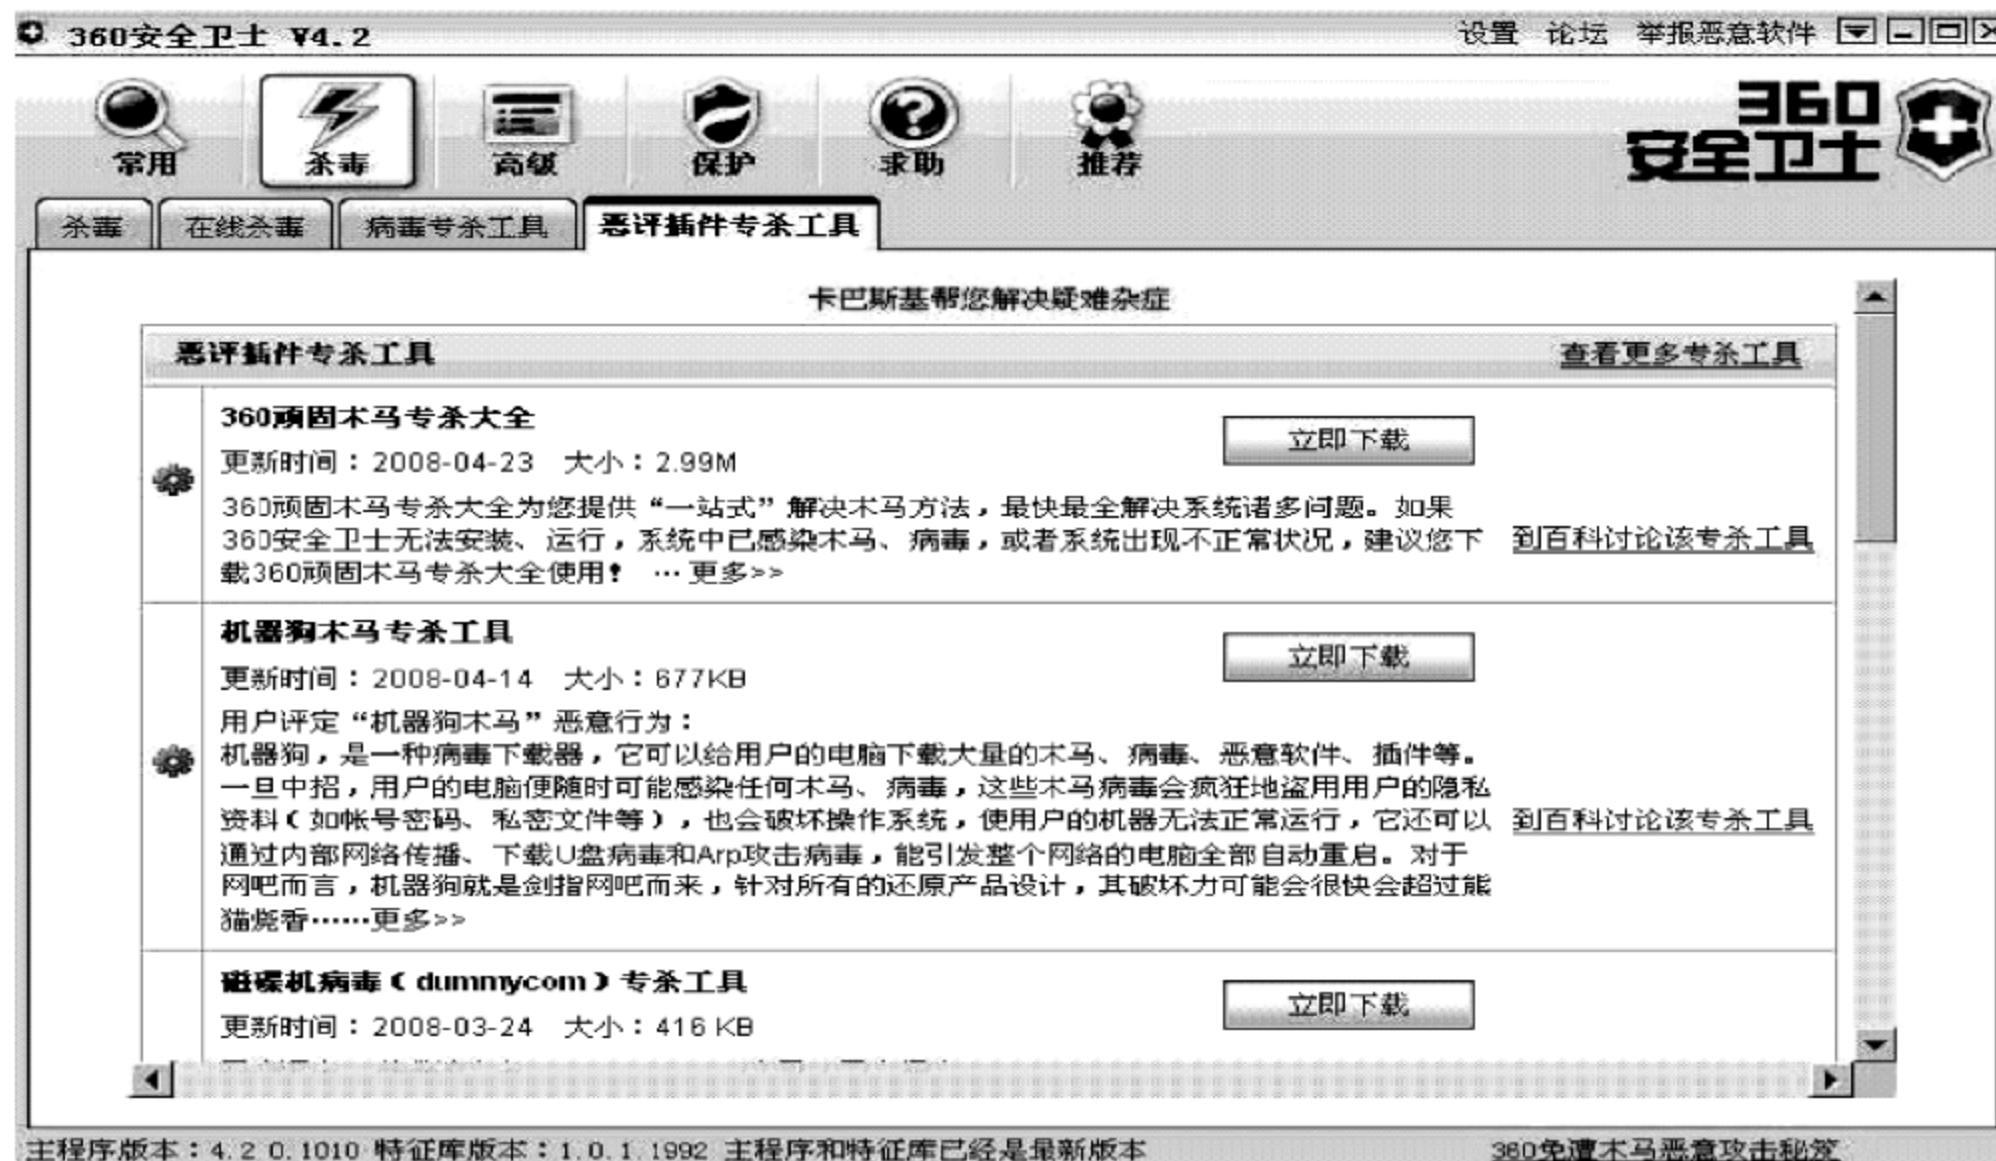 360安全卫士 V4.2
设置 论坛 举报恶意软件
常用 杀毒 高级 保护 求助 推荐
360
安全卫士
杀毒 在线杀毒 病毒专杀工具 恶评插件专杀工具
卡巴斯基帮您解决疑难杂症
恶评插件专杀工具 查看更多专杀工具
360顽固木马专杀大全
立即下载
更新时间：2008-04-23 大小：2.99M
360顽固木马专杀大全为您提供“一站式”解决木马方法，最快最全解决系统诸多问题。如果
360安全卫士无法安装、运行，系统中已感染木马、病毒，或者系统出现不正常状况，建议您下
载360顽固木马专杀大全使用！ …更多>>
到百科讨论该专杀工具
机器狗木马专杀工具
立即下载
更新时间：2008-04-14 大小：677KB
用户评定“机器狗木马”恶意行为：
机器狗，是一种病毒下载器，它可以给用户的电脑下载大量的木马、病毒、恶意软件、插件等。
一旦中招，用户的电脑便随时可能感染任何木马、病毒，这些木马病毒会疯狂地盗用用户的隐私
资料（如帐号密码、私密文件等），也会破坏操作系统，使用户的机器无法正常运行，它还可以
通过内部网络传播、下载U盘病毒和Arp攻击病毒，能引发整个网络的电脑全部自动重启。对于
网吧而言，机器狗就是剑指网吧而来，针对所有的还原产品设计，其破坏力可能会很快会超过熊
猫烧香……更多>>
到百科讨论该专杀工具
磁碟机病毒（dummycom）专杀工具
立即下载
更新时间：2008-03-24 大小：416 KB
主程序版本：4.2.0.1010 特征库版本：1.0.1.1992 主程序和特征库已经是最新版本
360免遭木马恶意攻击秘笈